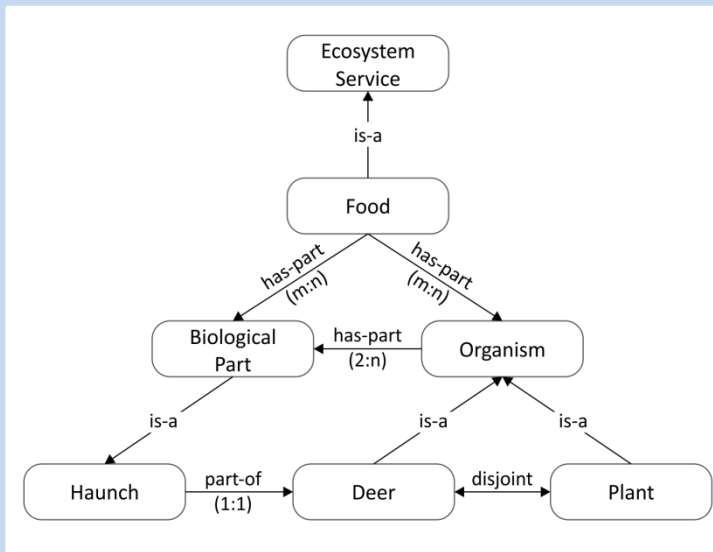 Ecosystem
Service
is-a
Food
has-part
(m:n)
has-part
(m:n)
Biological
Part
has-part
(2:n)
Organism
is-a
is-a
is-a
Haunch
part-of
(1:1)
Deer
disjoint
Plant